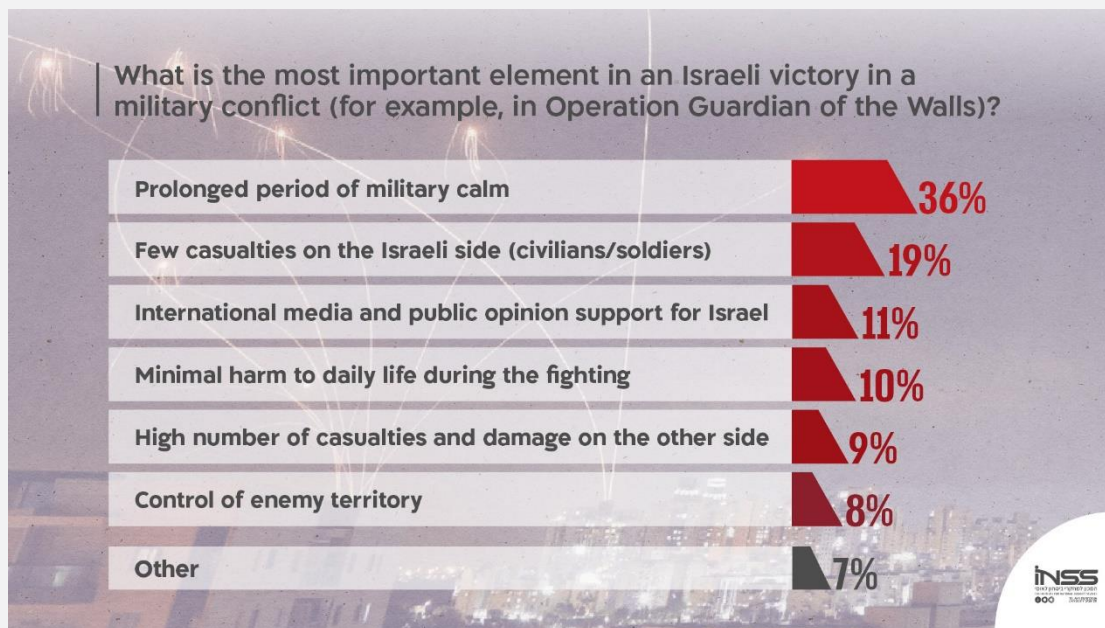 What is the most important element in an Israeli victory in a
military conflict (for example, in Operation Guardian of the Walls)?
Prolonged period of military calm
36%
Few casualties on the Israeli side (civilians/soldiers)
19%
International media and public opinion support for Israel
11%
Minimal harm to daily life during the fighting
10%
High number of casualties and damage on the other side
9%
Control of enemy territory
8%
Other
7%
iNSS